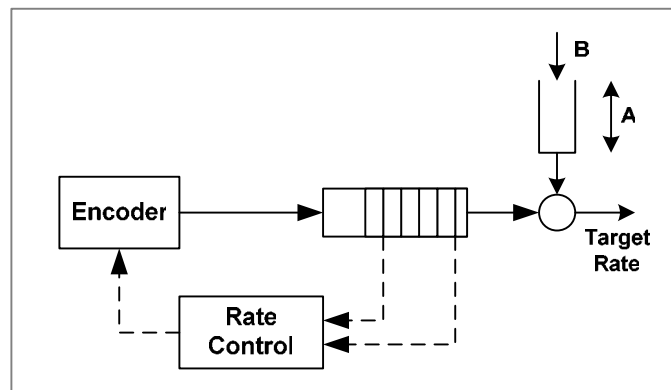 B
A
Encoder
Target
Rate
Rate
Control